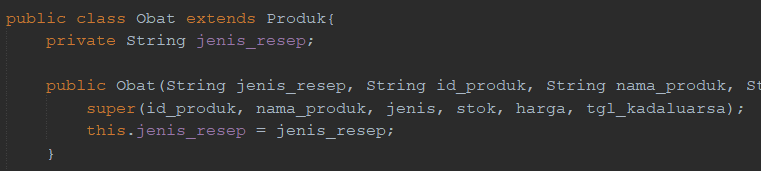 public class Obat extends Produk{
private String jenis_resep;
public Obat(String jenis_resep, String id_produk, String nama_produk,
super(id_produk, nama_produk, jenis, stok, harga, tgl_kadaluarsa);
this.jenis_resep = jenis_resep;
}